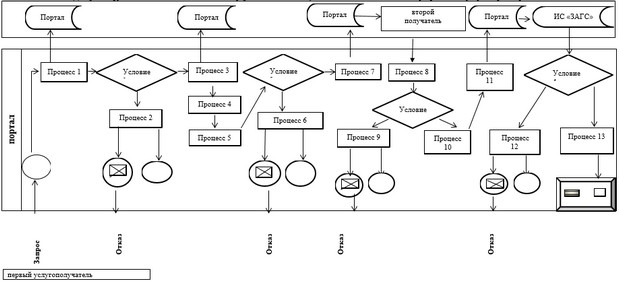 Портал
Портал
Портал
второй
получатель
Портал
ИС «ЗАГС»
портал
Процесс 1
Условие
Процесс 2
Процесс 3
Процесс 4
Процесс 5
Условие
Процесс 6
Процесс 7
Процесс 8
Условие
Процесс 9
Процесс
10
Процесс
11
Процесс
12
Условие
Процесс 13
Запрос
Отказ
Отказ
Отказ
Отказ
первый услугополучатель